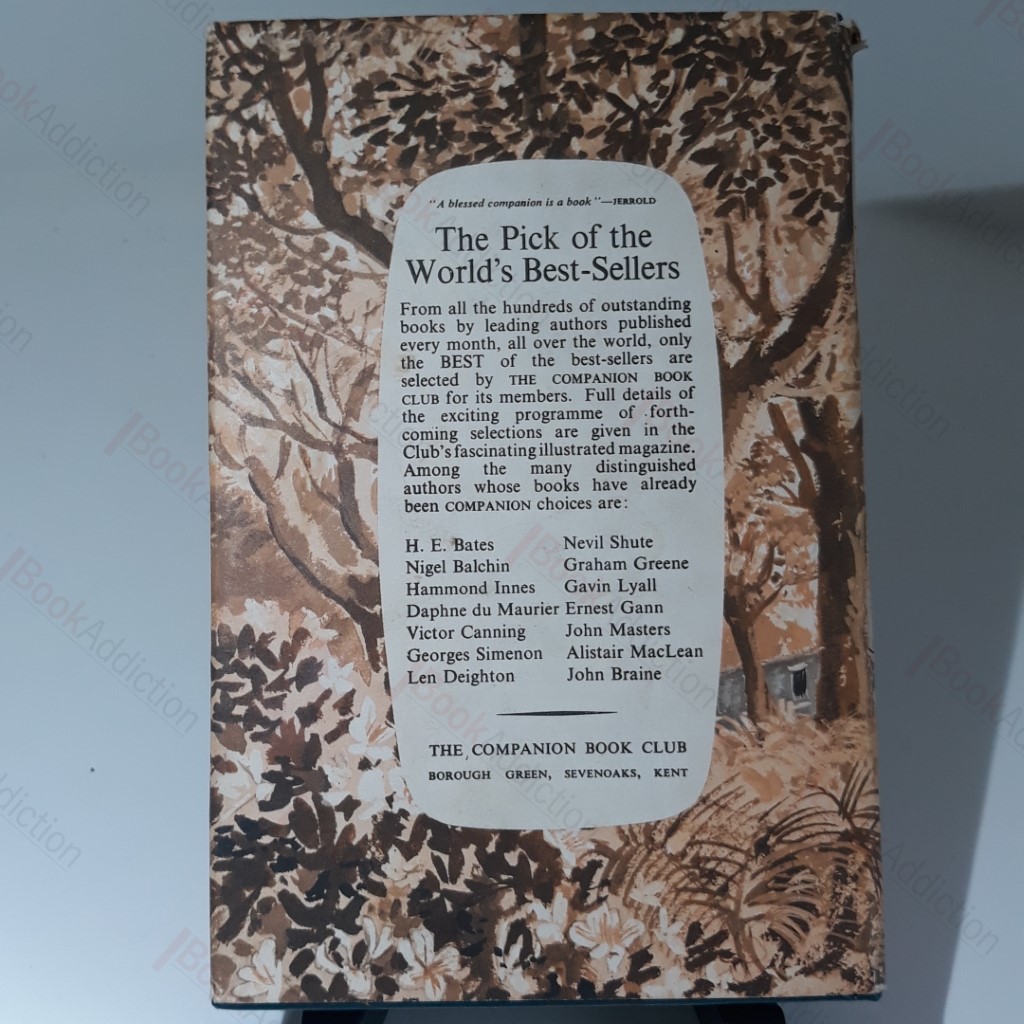 "A blessed companion is a book"—JERROLD
The Pick of the
World's Best-Sellers
From all the hundreds of outstanding
books by leading authors published
every month, all over the world, only
the BEST of the best-sellers are
selected by THE COMPANION BOOK
CLUB for its members. Full details of
the exciting programme of forth-
coming selections are given in the
Club's fascinating illustrated magazine.
Among the many distinguished
authors whose books have already
been COMPANION choices are:
H. E. Bates Nevil Shute
Nigel Balchin Graham Greene
Hammond Innes Gavin Lyall
Daphne du Maurier Ernest Gann
Victor Canning John Masters
Georges Simenon Alistair MacLean
Len Deighton John Braine
THE COMPANION BOOK CLUB
BOROUGH GREEN, SEVENOAKS, KENT
BookAddiction